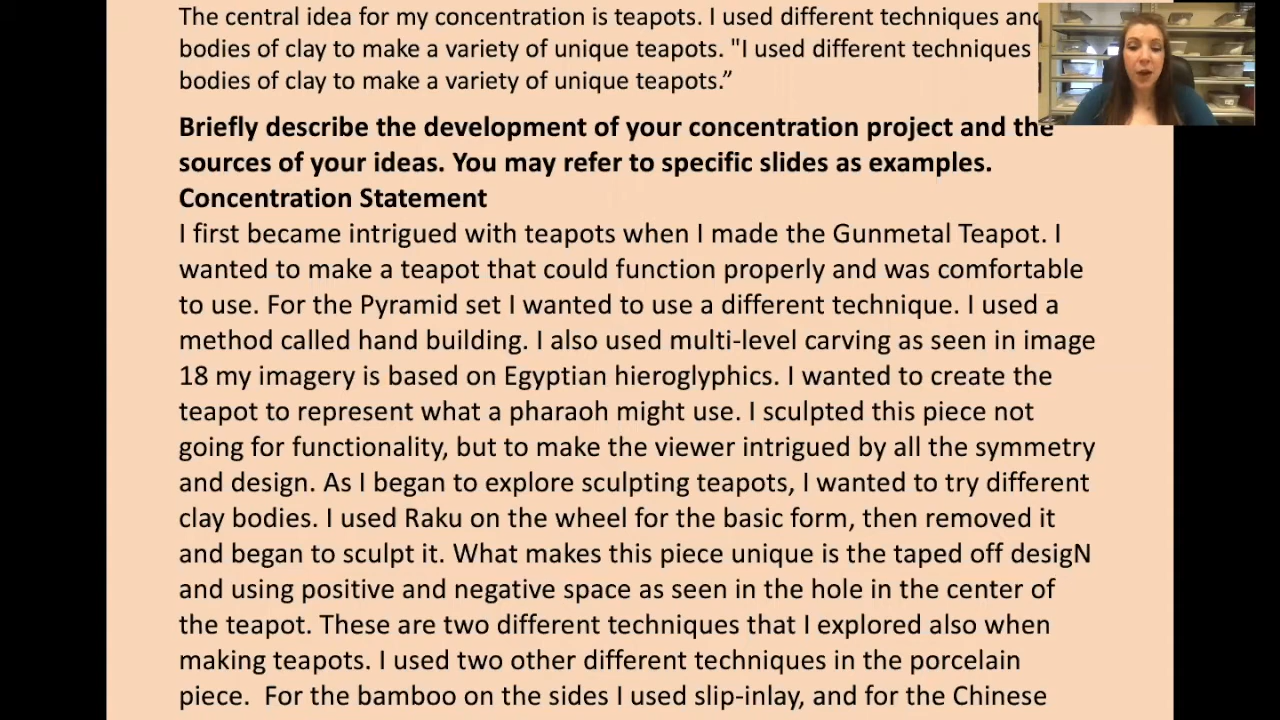 The central idea for my concentration is teapots. I used different techniques and
bodies of clay to make a variety of unique teapots. "I used different techniques
bodies of clay to make a variety of unique teapots.”
Briefly describe the development of your concentration project and the
sources of your ideas. You may refer to specific slides as examples.
Concentration Statement
I first became intrigued with teapots when I made the Gunmetal Teapot. I
wanted to make a teapot that could function properly and was comfortable
to use. For the Pyramid set I wanted to use a different technique. I used a
method called hand building. I also used multi-level carving as seen in image
18 my imagery is based on Egyptian hieroglyphics. I wanted to create the
teapot to represent what a pharaoh might use. I sculpted this piece not
going for functionality, but to make the viewer intrigued by all the symmetry
and design. As I began to explore sculpting teapots, I wanted to try different
clay bodies. I used Raku on the wheel for the basic form, then removed it
and began to sculpt it. What makes this piece unique is the taped off desigN
and using positive and negative space as seen in the hole in the center of
the teapot. These are two different techniques that I explored also when
making teapots. I used two other different techniques in the porcelain
piece.  For the bamboo on the sides I used slip-inlay, and for the Chinese